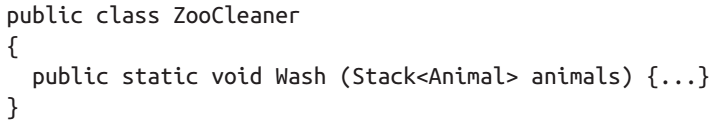 public class ZooCleaner
{
  public static void Wash (Stack<Animal> animals) {...}
}